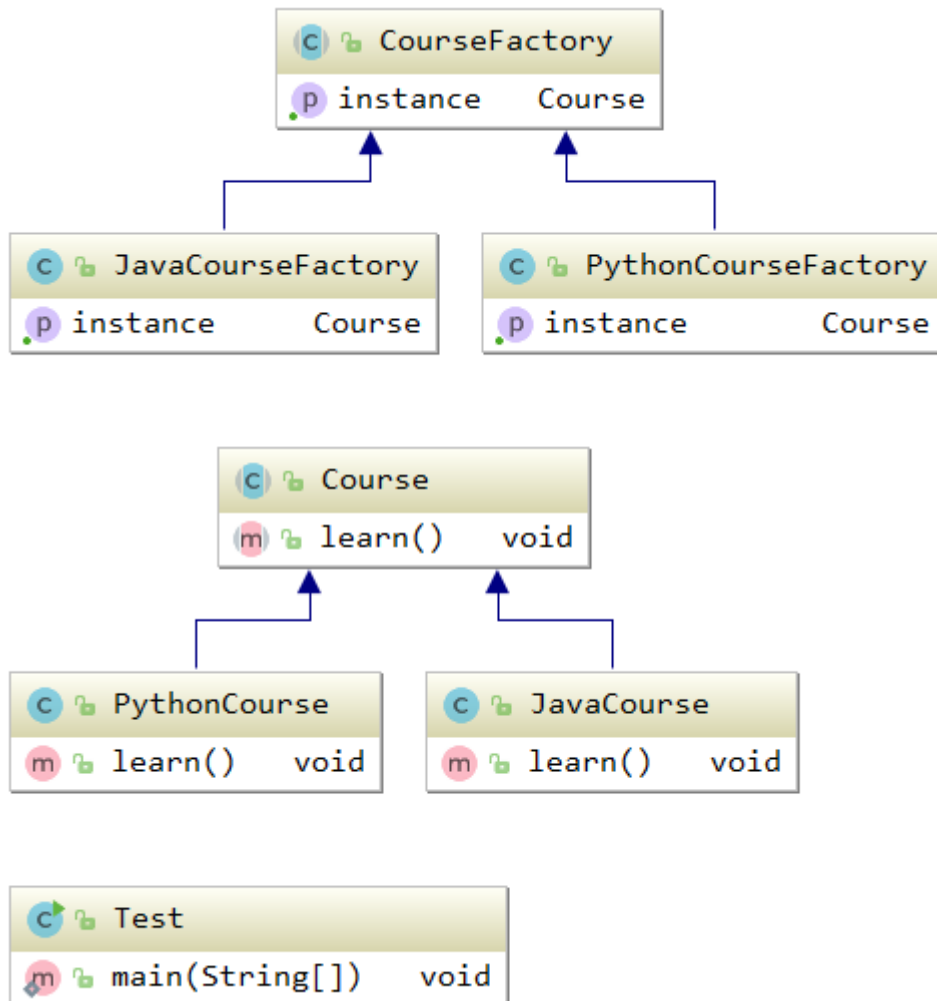 CourseFactory
instance Course
JavaCourseFactory
instance Course
PythonCourseFactory
instance Course
Course
learn() void
PythonCourse
learn() void
JavaCourse
learn() void
Test
main(String[]) void